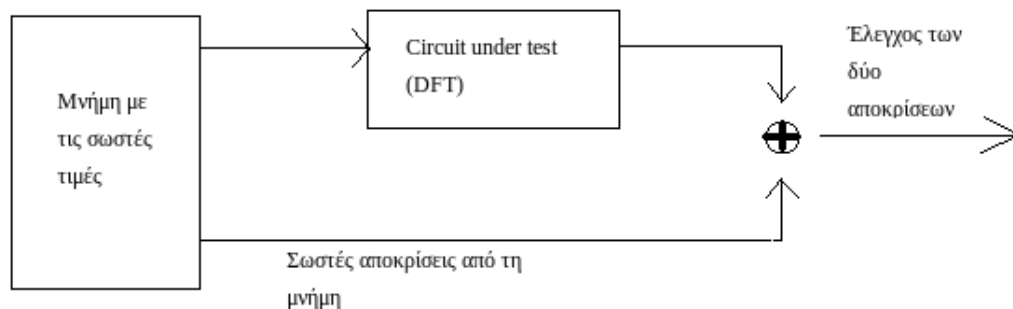 Μνήμη με
τις σωστές
τιμές
Circuit under test
(DFT)
Έλεγχος των
δύο
αποκρίσεων
Σωστές αποκρίσεις από τη
μνήμη